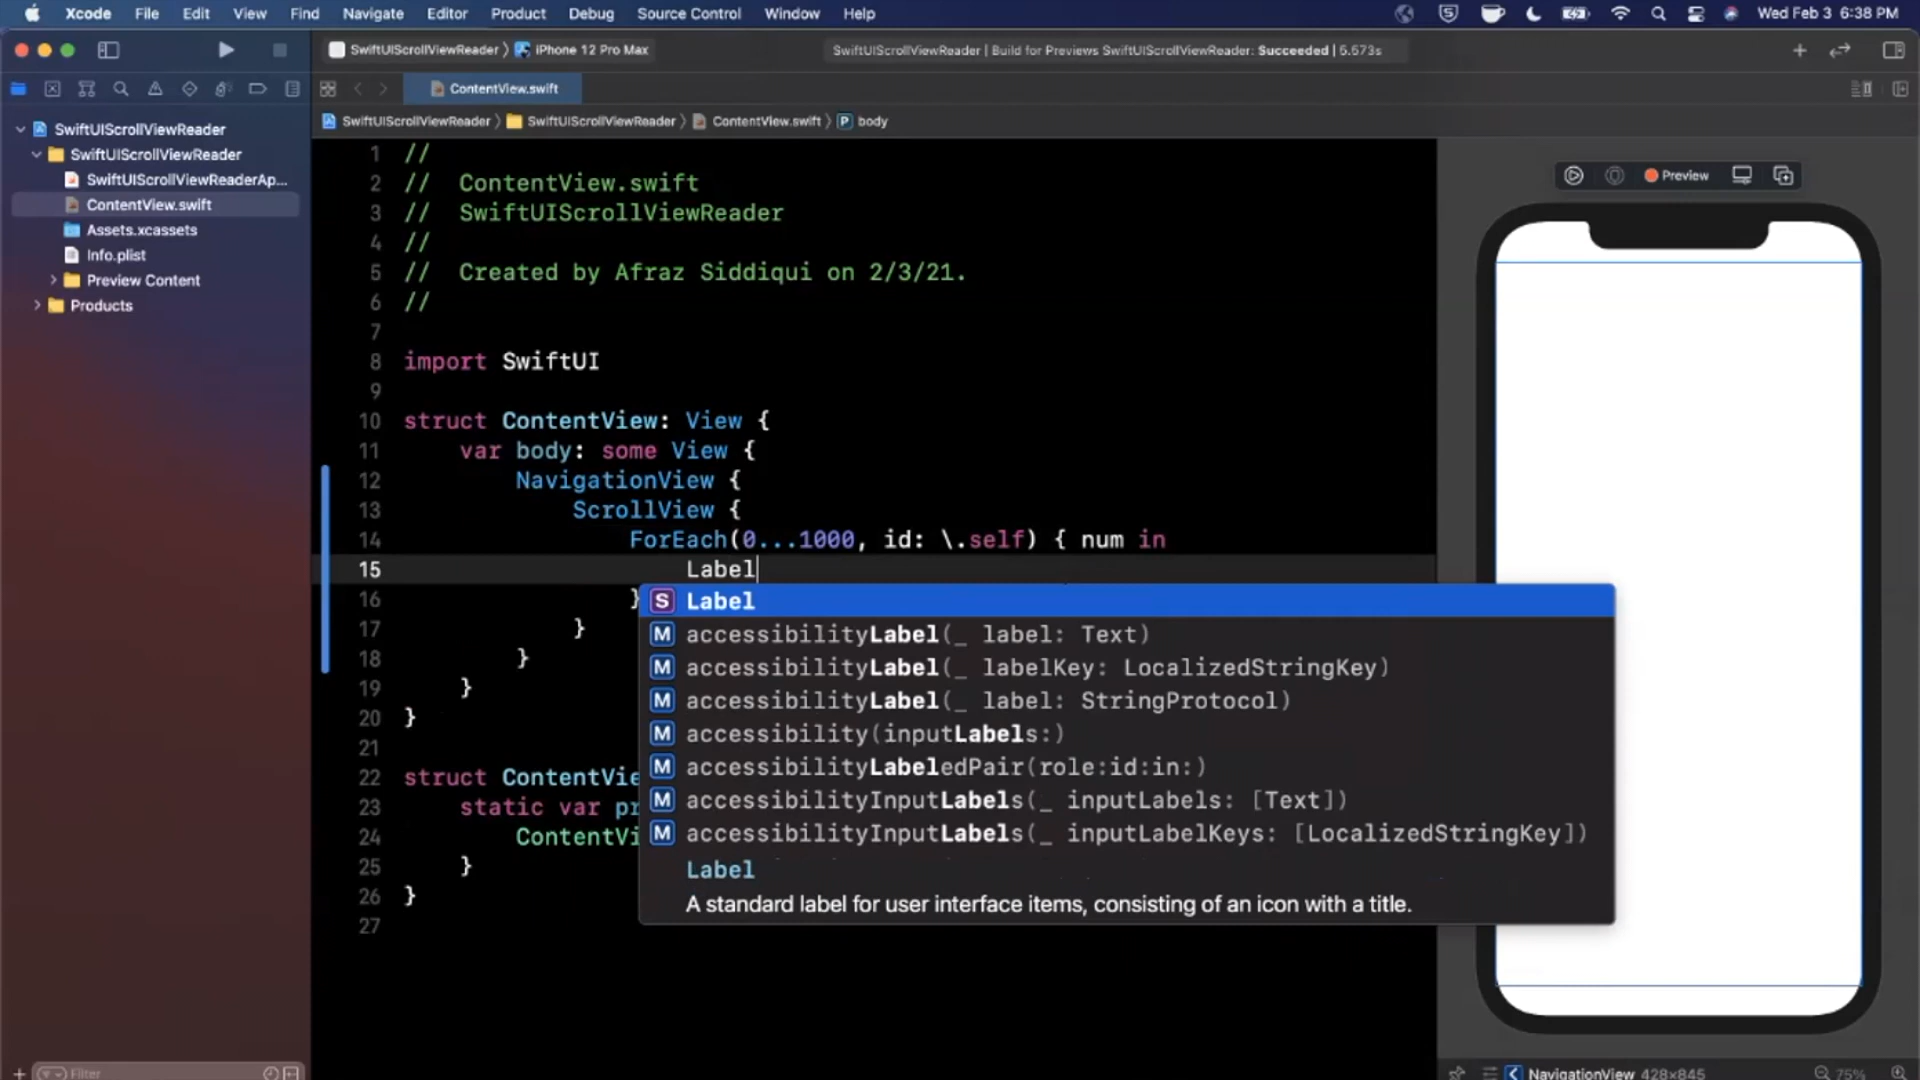 Xcode File Edit View Find Navigate Editor Product Debug Source Control Window Help Wed Feb 3 6:38 PM
SwiftUIScrollViewReader 〉 iPhone 12 Pro Max
SwiftUIScrollViewReader | Build for Previews SwiftUIScrollViewReader: Succeeded | 5.573s
ContentView.swift
SwiftUIScrollViewReader 〉 SwiftUIScrollViewReader 〉 ContentView.swift 〉 P body
SwiftUIScrollViewReader
SwiftUIScrollViewReader
SwiftUIScrollViewReaderAp...
ContentView.swift
Assets.xcassets
Info.plist
Preview Content
Products
Filter
1 //
2 // ContentView.swift
3 // SwiftUIScrollViewReader
4 //
5 // Created by Afraz Siddiqui on 2/3/21.
6 //
7
8 import SwiftUI
9
10 struct ContentView: View {
11 var body: some View {
12 NavigationView {
13 ScrollView {
14 ForEach(0...1000, id: \.self) { num in
15 Label
16 }
17 }
18 }
19 }
20 }
21
22 struct ContentVie
23 static var pr
24 ContentVi
25 }
26 }
27
S Label
M accessibilityLabel(_ label: Text)
M accessibilityLabel(_ labelKey: LocalizedStringKey)
M accessibilityLabel(_ label: StringProtocol)
M accessibility(inputLabels:)
M accessibilityLabeledPair(role:id:in:)
M accessibilityInputLabels(_ inputLabels: [Text])
M accessibilityInputLabels(_ inputLabelKeys: [LocalizedStringKey])
Label
A standard label for user interface items, consisting of an icon with a title.
Preview
NavigationView 428×845 75%